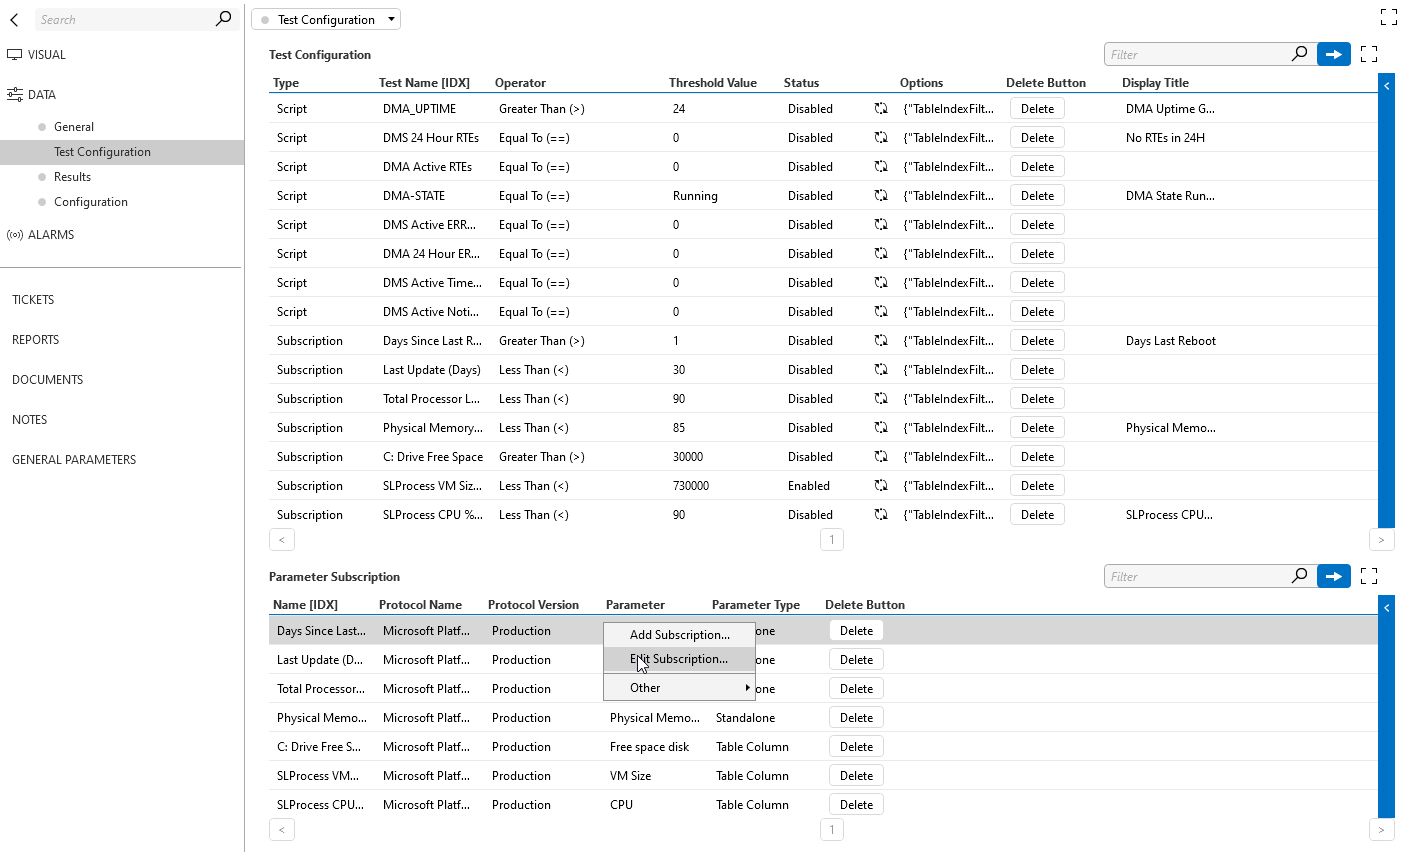 Search
Test Configuration
VISUAL
DATA
General
Test Configuration
Results
Configuration
ALARMS
TICKETS
REPORTS
DOCUMENTS
NOTES
GENERAL PARAMETERS
Test Configuration
Filter
Type Test Name [IDX] Operator Threshold Value Status Options Delete Button Display Title
Script DMA_UPTIME Greater Than (>) 24 Disabled {"TableIndexFilt... Delete DMA Uptime G...
Script DMS 24 Hour RTEs Equal To (==) 0 Disabled {"TableIndexFilt... Delete No RTEs in 24H
Script DMA Active RTEs Equal To (==) 0 Disabled {"TableIndexFilt... Delete
Script DMA-STATE Equal To (==) Running Disabled {"TableIndexFilt... Delete DMA State Run...
Script DMS Active ERR... Equal To (==) 0 Disabled {"TableIndexFilt... Delete
Script DMA 24 Hour ER... Equal To (==) 0 Disabled {"TableIndexFilt... Delete
Script DMS Active Time... Equal To (==) 0 Disabled {"TableIndexFilt... Delete
Script DMS Active Noti... Equal To (==) 0 Disabled {"TableIndexFilt... Delete
Subscription Days Since Last R... Greater Than (>) 1 Disabled {"TableIndexFilt... Delete Days Last Reboot
Subscription Last Update (Days) Less Than (<) 30 Disabled {"TableIndexFilt... Delete
Subscription Total Processor L... Less Than (<) 90 Disabled {"TableIndexFilt... Delete
Subscription Physical Memory... Less Than (<) 85 Disabled {"TableIndexFilt... Delete Physical Memo...
Subscription C: Drive Free Space Greater Than (>) 30000 Disabled {"TableIndexFilt... Delete
Subscription SLProcess VM Siz... Less Than (<) 730000 Enabled {"TableIndexFilt... Delete
Subscription SLProcess CPU %... Less Than (<) 90 Disabled {"TableIndexFilt... Delete SLProcess CPU...
< 1 >
Parameter Subscription
Filter
Name [IDX] Protocol Name Protocol Version Parameter Parameter Type Delete Button
Days Since Last... Microsoft Platf... Production one Delete
Last Update (D... Microsoft Platf... Production one Delete
Total Processor... Microsoft Platf... Production one Delete
Physical Memo... Microsoft Platf... Production Physical Memo... Standalone Delete
C: Drive Free S... Microsoft Platf... Production Free space disk Table Column Delete
SLProcess VM... Microsoft Platf... Production VM Size Table Column Delete
SLProcess CPU... Microsoft Platf... Production CPU Table Column Delete
< 1 >
Add Subscription...
Edit Subscription...
Other